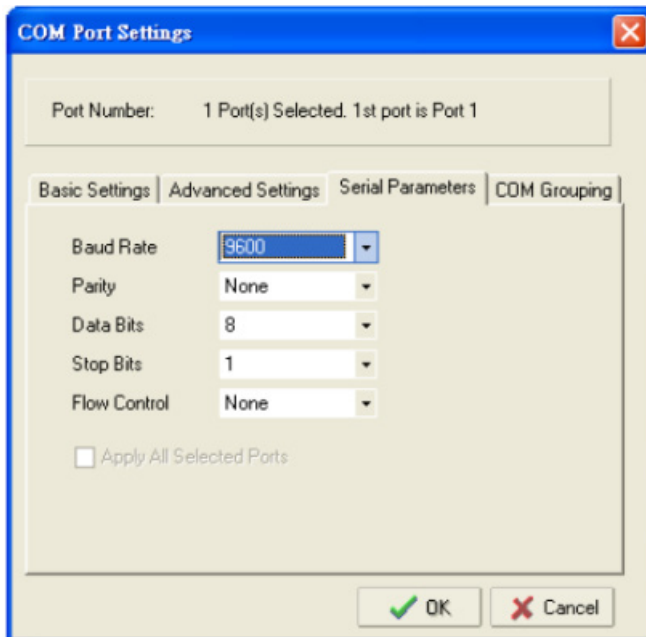 COM Port Settings
Port Number: 1 Port(s) Selected. 1st port is Port 1
Basic Settings Advanced Settings Serial Parameters COM Grouping
Baud Rate 9600
Parity None
Data Bits 8
Stop Bits 1
Flow Control None
Apply All Selected Ports
OK Cancel